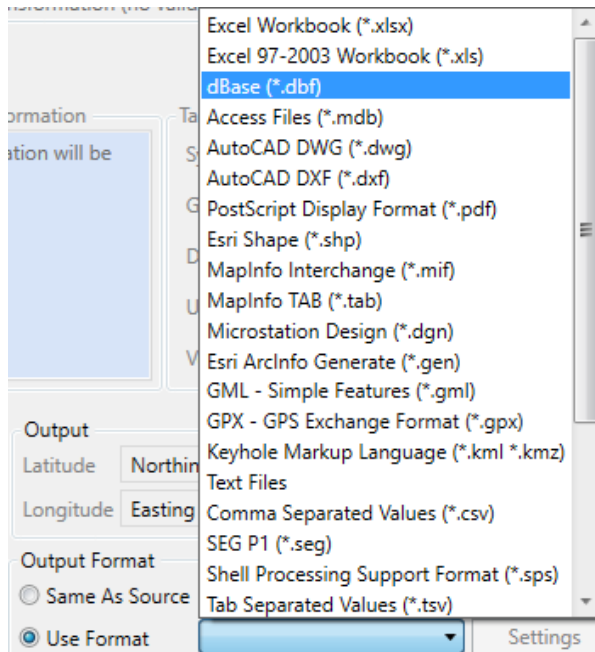 Excel Workbook (*.xlsx)
Excel 97-2003 Workbook (*.xls)
dBase (*.dbf)
Access Files (*.mdb)
AutoCAD DWG (*.dwg)
AutoCAD DXF (*.dxf)
PostScript Display Format (*.pdf)
Esri Shape (*.shp)
MapInfo Interchange (*.mif)
MapInfo TAB (*.tab)
Microstation Design (*.dgn)
Esri ArcInfo Generate (*.gen)
GML - Simple Features (*.gml)
GPX - GPS Exchange Format (*.gpx)
Keyhole Markup Language (*.kml *.kmz)
Text Files
Comma Separated Values (*.csv)
SEG P1 (*.seg)
Shell Processing Support Format (*.sps)
Tab Separated Values (*.tsv)
ormation
Ta
ation will be
Output
Latitude Northin
Longitude Easting
Output Format
Same As Source
Use Format
Settings